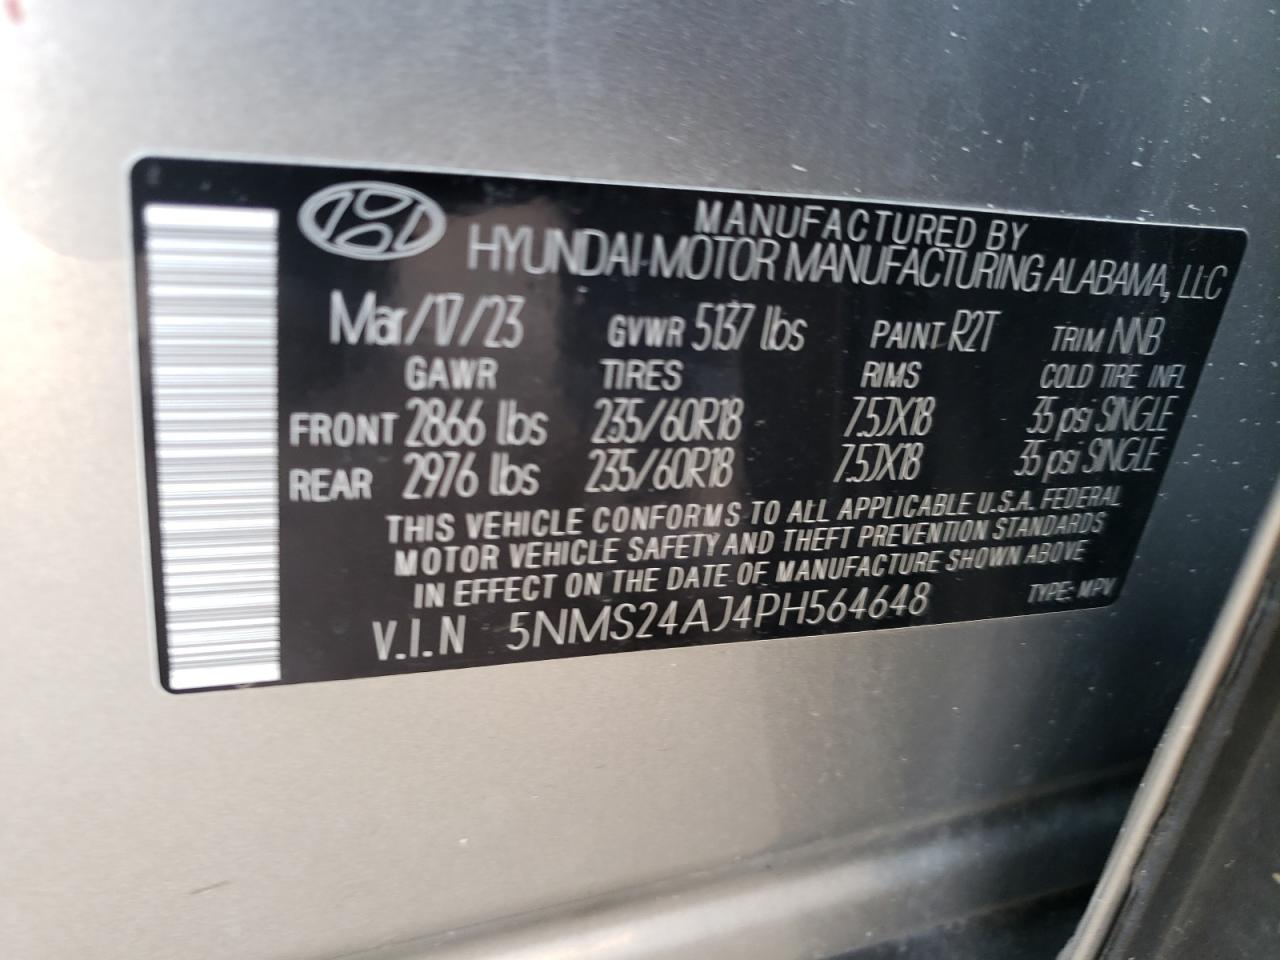 MANUFACTURED BY
HYUNDAI MOTOR MANUFACTURING ALABAMA, LLC
Mar/17/23 GVWR 5137 lbs PAINT R2T TRIM NNB
GAWR TIRES RIMS COLD TIRE INFL
FRONT 2866 lbs 235/60R18 7.5JX18 35 psi SINGLE
REAR 2976 lbs 235/60R18 7.5JX18 35 psi SINGLE
THIS VEHICLE CONFORMS TO ALL APPLICABLE U.S.A. FEDERAL
MOTOR VEHICLE SAFETY AND THEFT PREVENTION STANDARDS
IN EFFECT ON THE DATE OF MANUFACTURE SHOWN ABOVE
V.I.N 5NMS24AJ4PH564648 TYPE: MPV